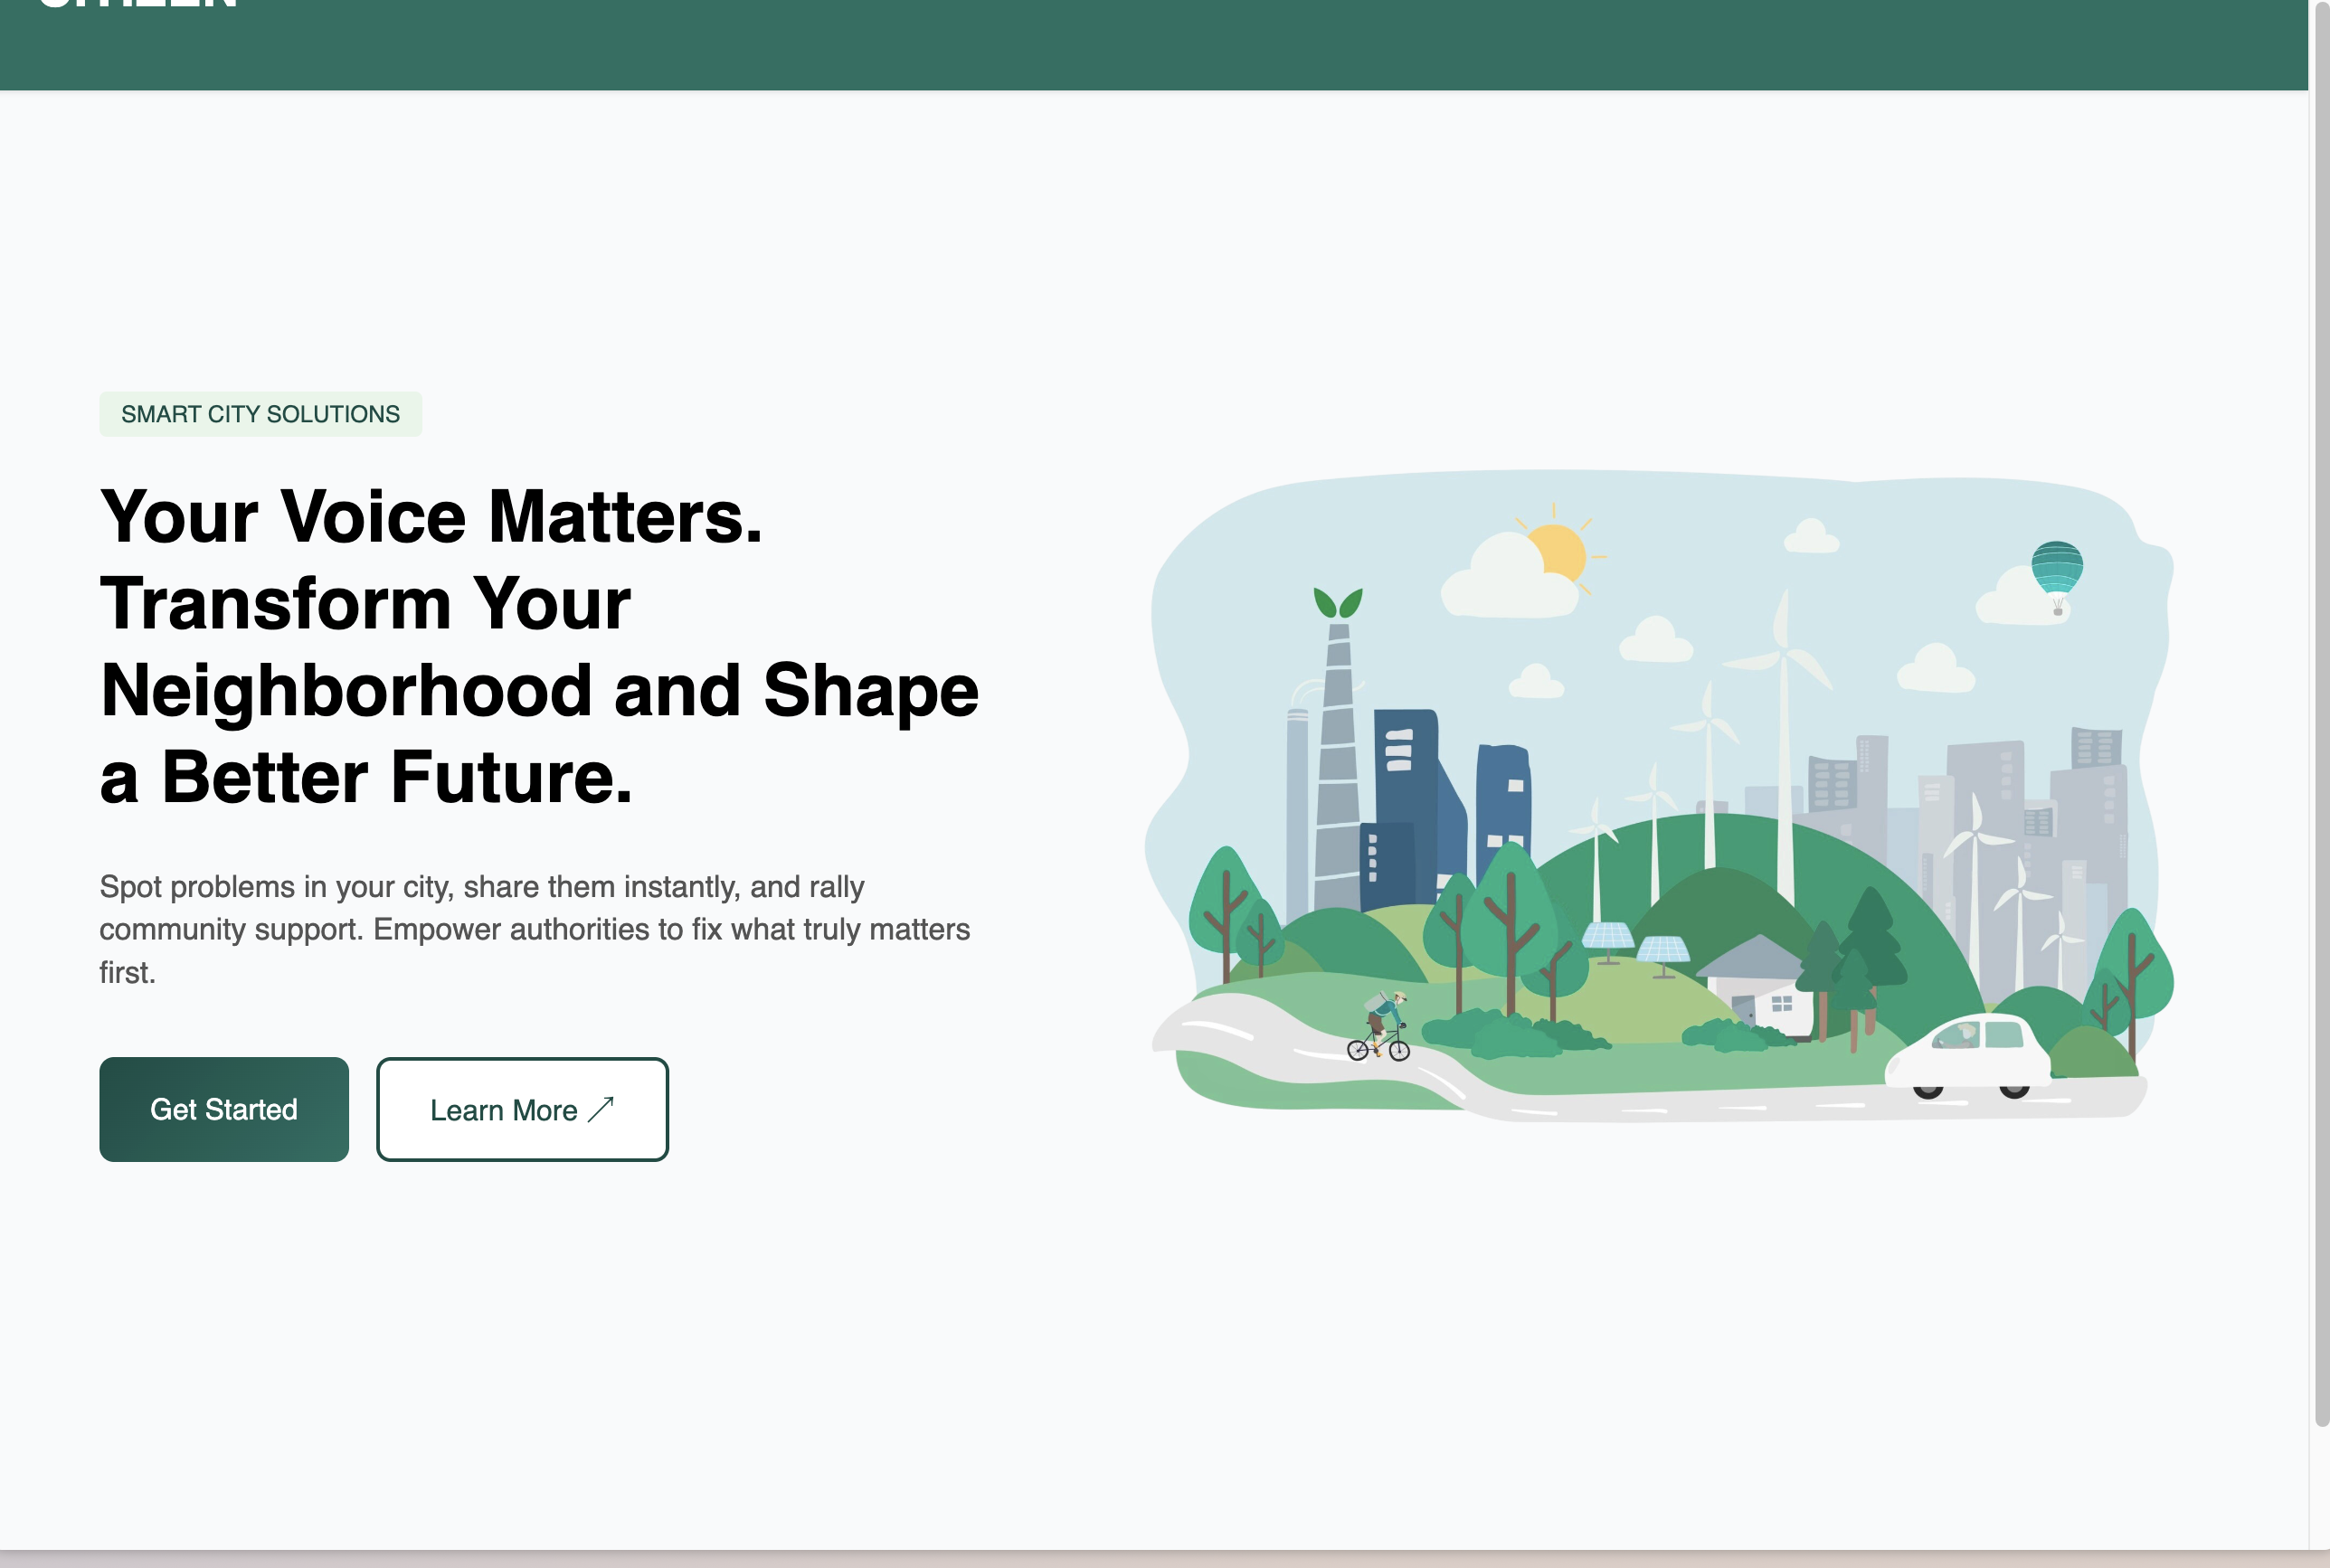 SMART CITY SOLUTIONS
Your Voice Matters.
Transform Your
Neighborhood and Shape
a Better Future.
Spot problems in your city, share them instantly, and rally
community support. Empower authorities to fix what truly matters
first.
Get Started
Learn More ↗